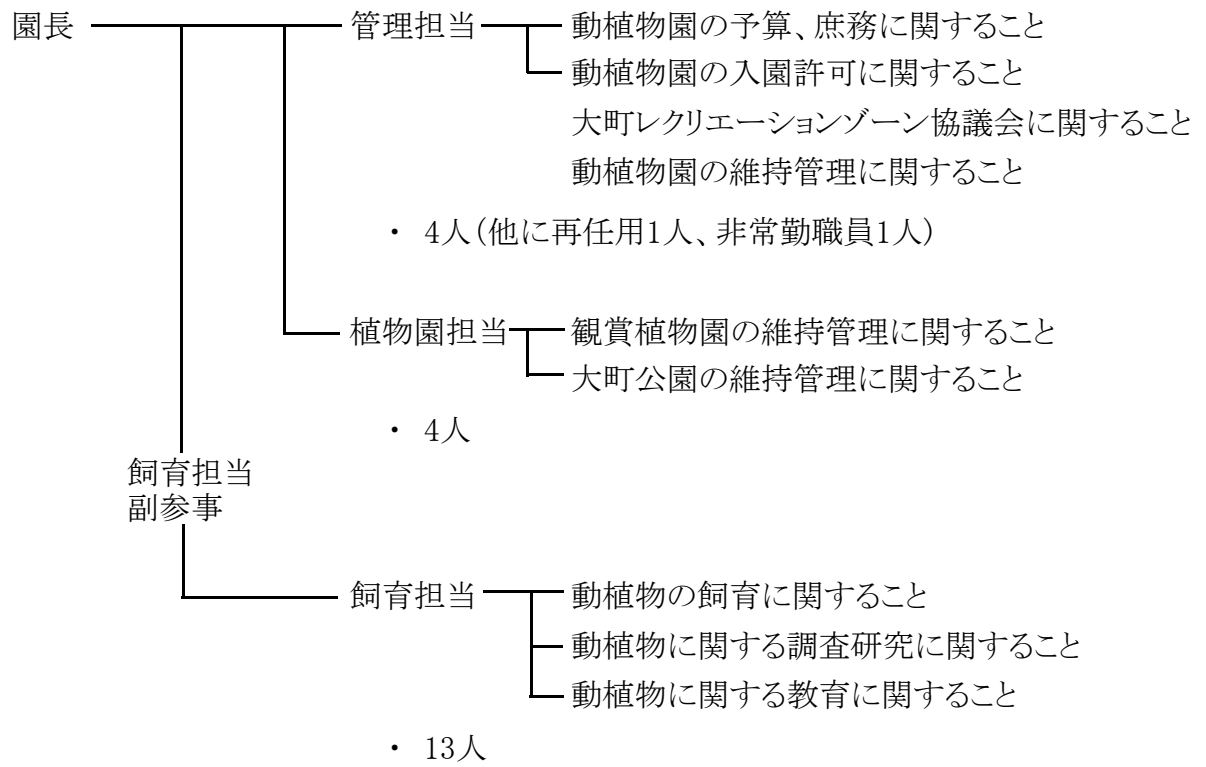 園長
管理担当
動植物園の予算、庶務に関すること
動植物園の入園許可に関すること
大町レクリエーションゾーン協議会に関すること
動植物園の維持管理に関すること
・ 4人(他に再任用1人、非常勤職員1人)
植物園担当
観賞植物園の維持管理に関すること
大町公園の維持管理に関すること
・ 4人
飼育担当
副参事
飼育担当
動植物の飼育に関すること
動植物に関する調査研究に関すること
動植物に関する教育に関すること
・ 13人